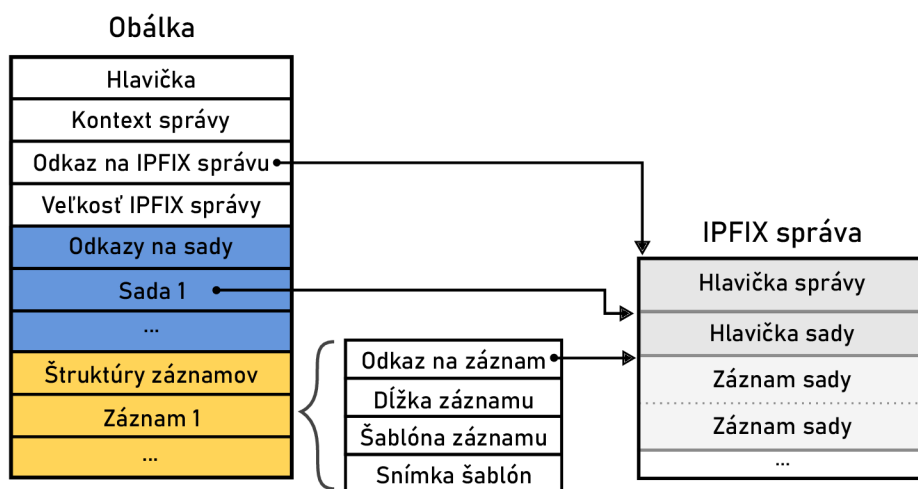 Obálka
Hlavička
Kontext správy
Odkaz na IPFIX správu
Veľkosť IPFIX správy
Odkazy na sady
Sada 1
...
Štruktúry záznamov
Záznam 1
...
Odkaz na záznam
Dĺžka záznamu
Šablóna záznamu
Snímka šablón
IPFIX správa
Hlavička správy
Hlavička sady
Záznam sady
Záznam sady
...